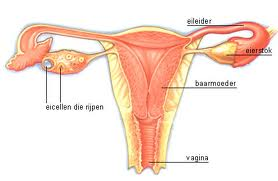 eileider
eierstok
baarmoeder
eicellen die rijpen
vagina